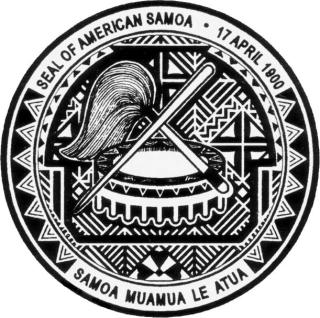 SEAL OF AMERICAN SAMOA • 17 APRIL 1900
SAMOA MUAMUA LE ATUA